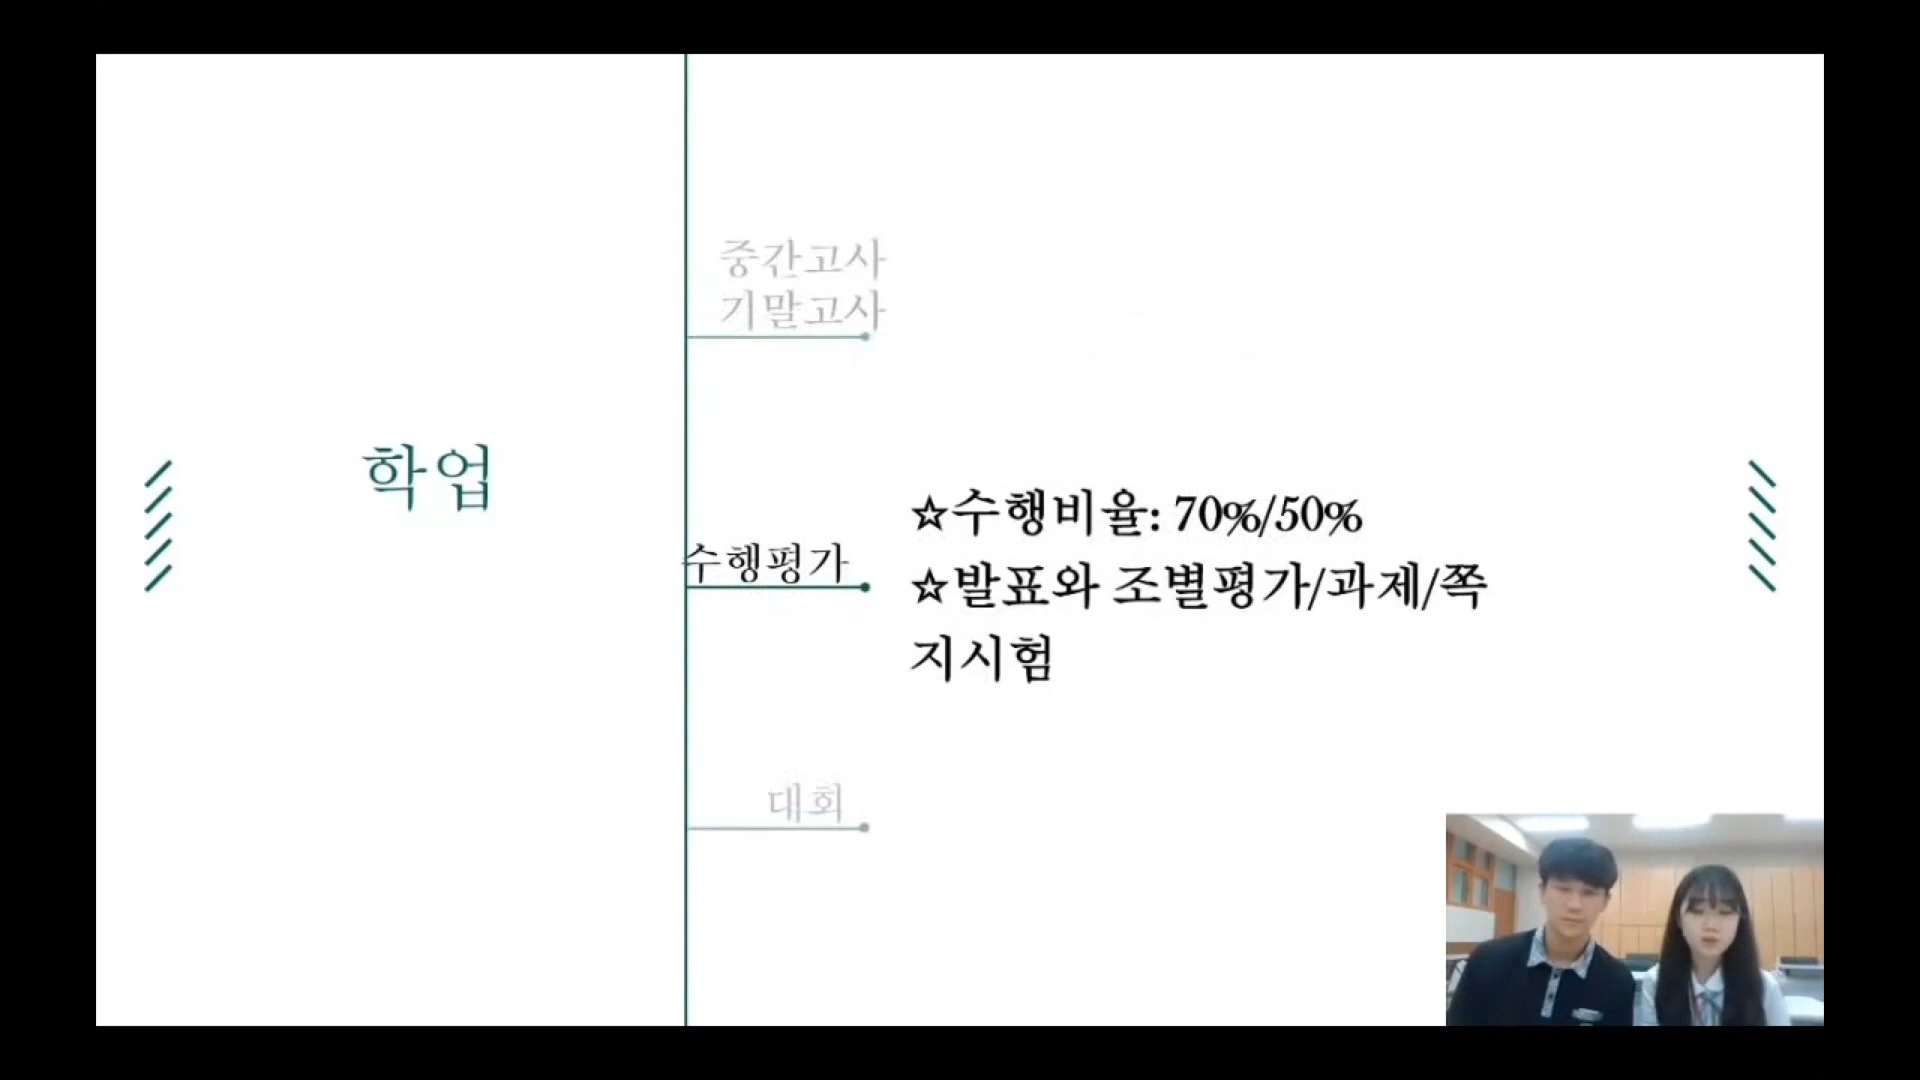 학업
중간고사
기말고사
수행평가
☆수행비율: 70%/50%
☆발표와 조별평가/과제/쪽
지시험
대회